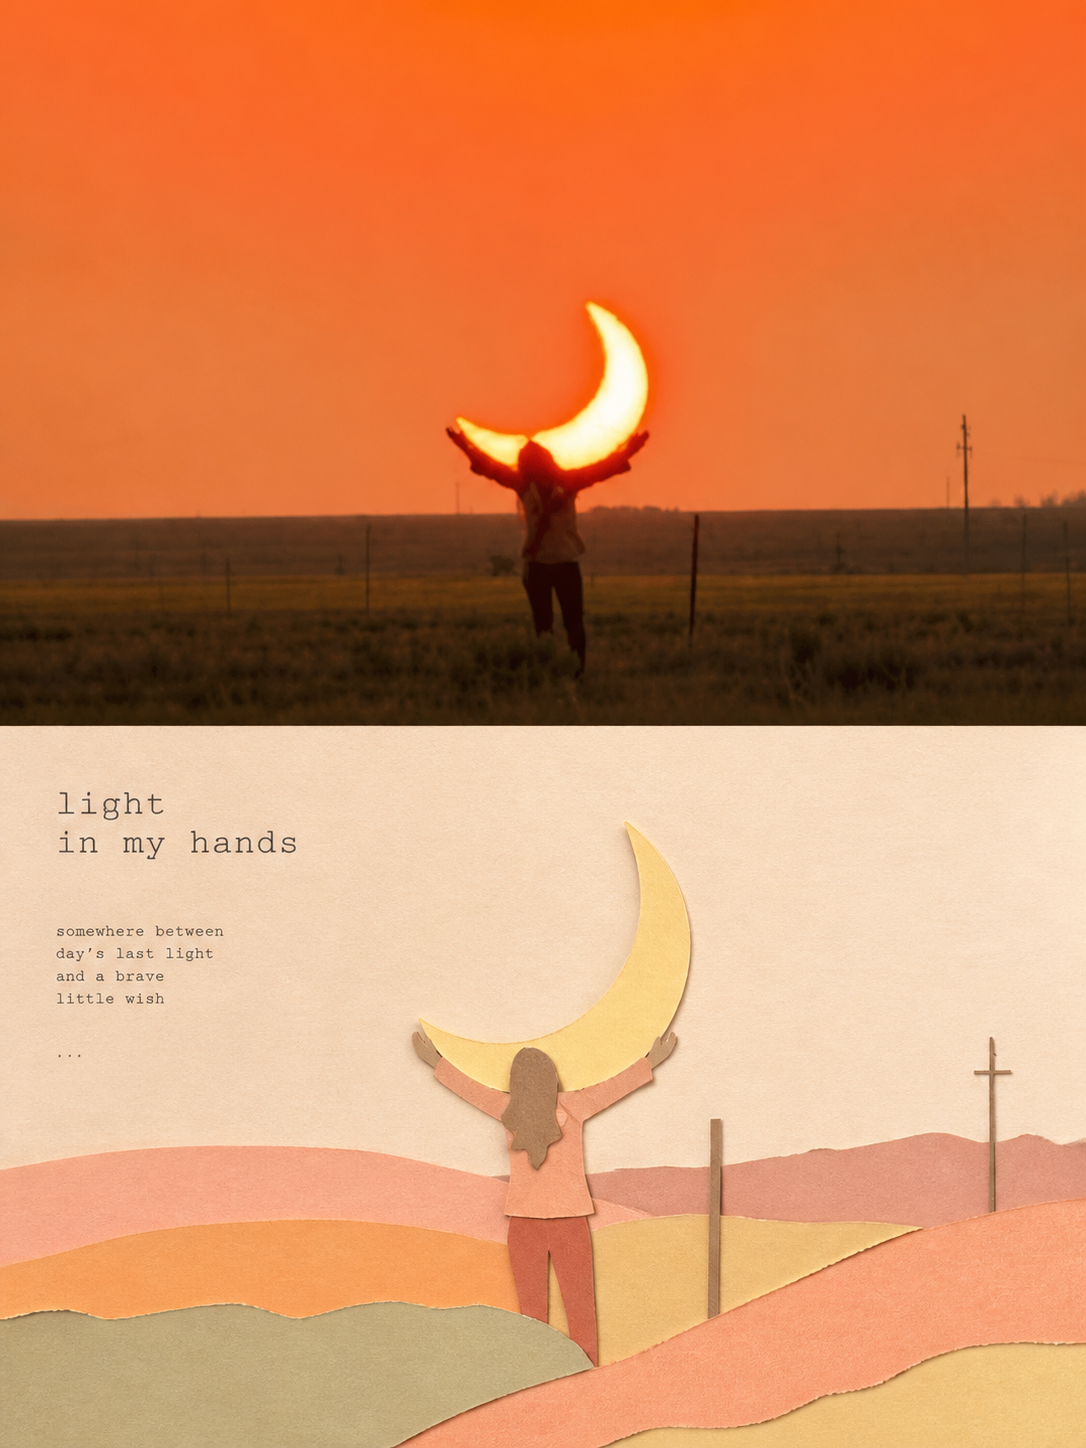 light
in my hands
somewhere between
day's last light
and a brave
little wish
...